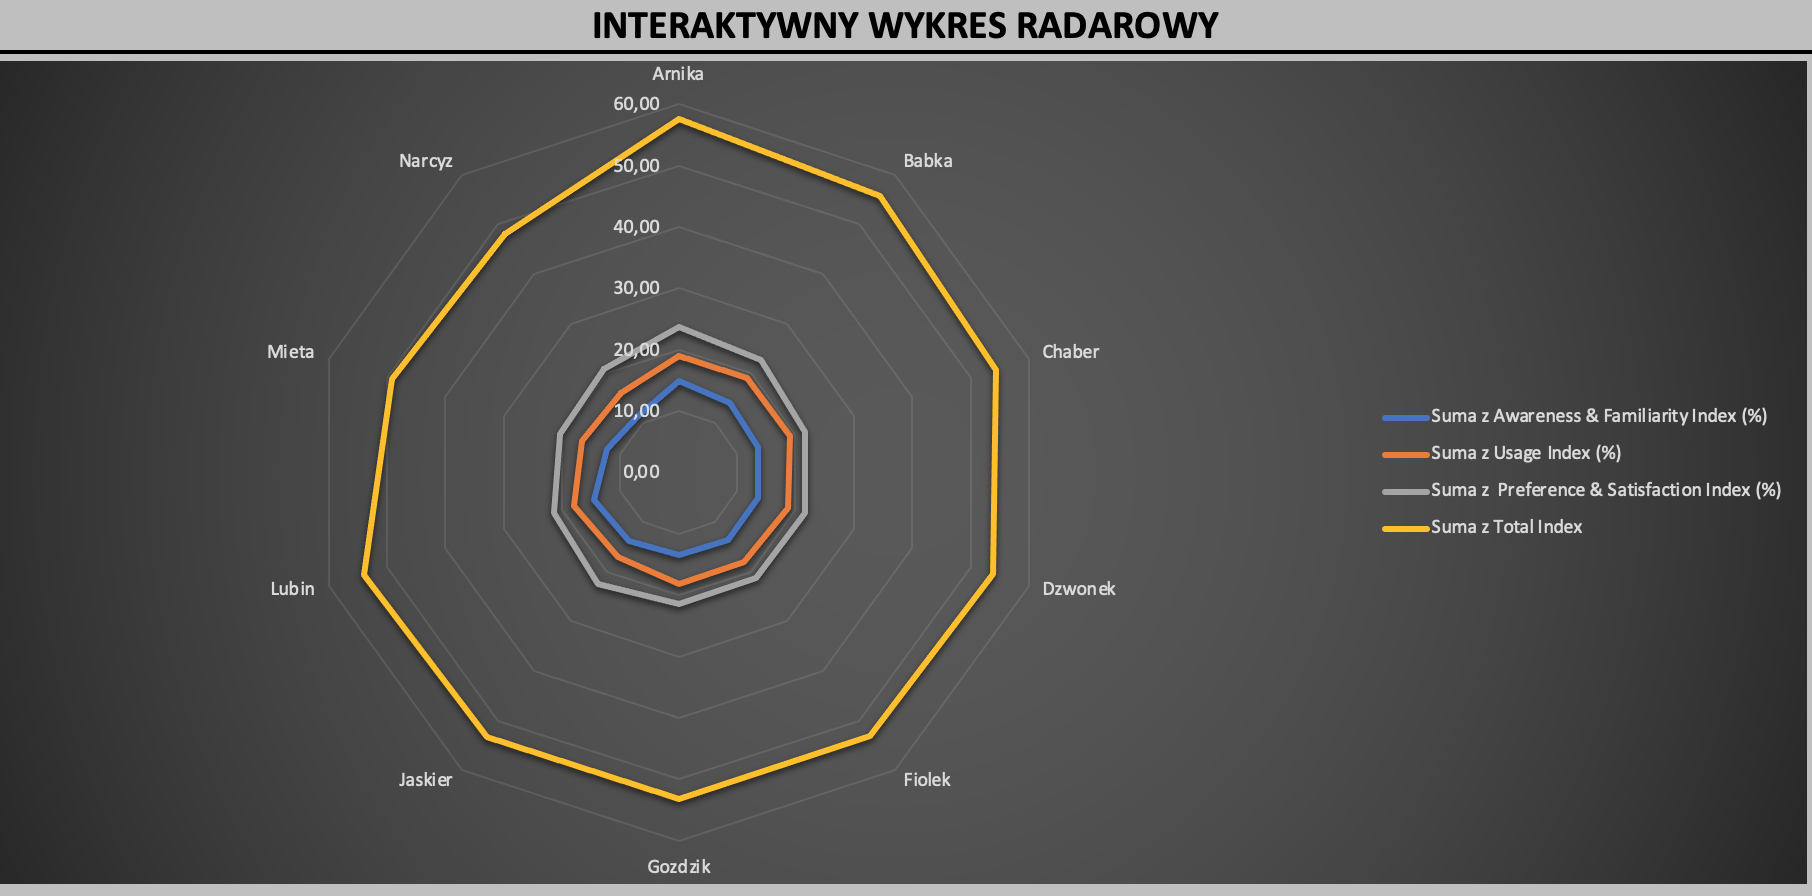 INTERAKTYWNY WYKRES RADAROWY
Arnika
60,00
Narcyz
Babka
50,00
40,00
30,00
20,00
Mieta
Chaber
10,00
0,00
Suma z Awareness & Familiarity Index (%)
Suma z Usage Index (%)
Suma z  Preference & Satisfaction Index (%)
Suma z Total Index
Lubin
Dzwonek
Jaskier
Fiolek
Gozdzik